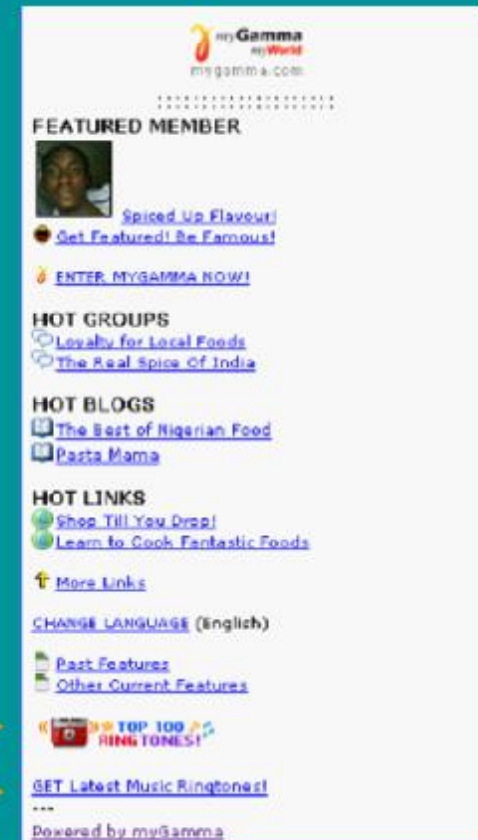 myGamma
myWorld
mygamma.com
FEATURED MEMBER
Spiced Up Flavour!
Get Featured! Be Famous!
ENTER MYGAMMA NOW!
HOT GROUPS
Loyalty for Local Foods
The Real Spice Of India
HOT BLOGS
The Best of Nigerian Food
Pasta Mama
HOT LINKS
Shop Till You Drop!
Learn to Cook Fantastic Foods
More Links
CHANGE LANGUAGE (English)
Past Features
Other Current Features
TOP 100
RINGTONES!
GET Latest Music Ringtones!
---
Powered by myGamma